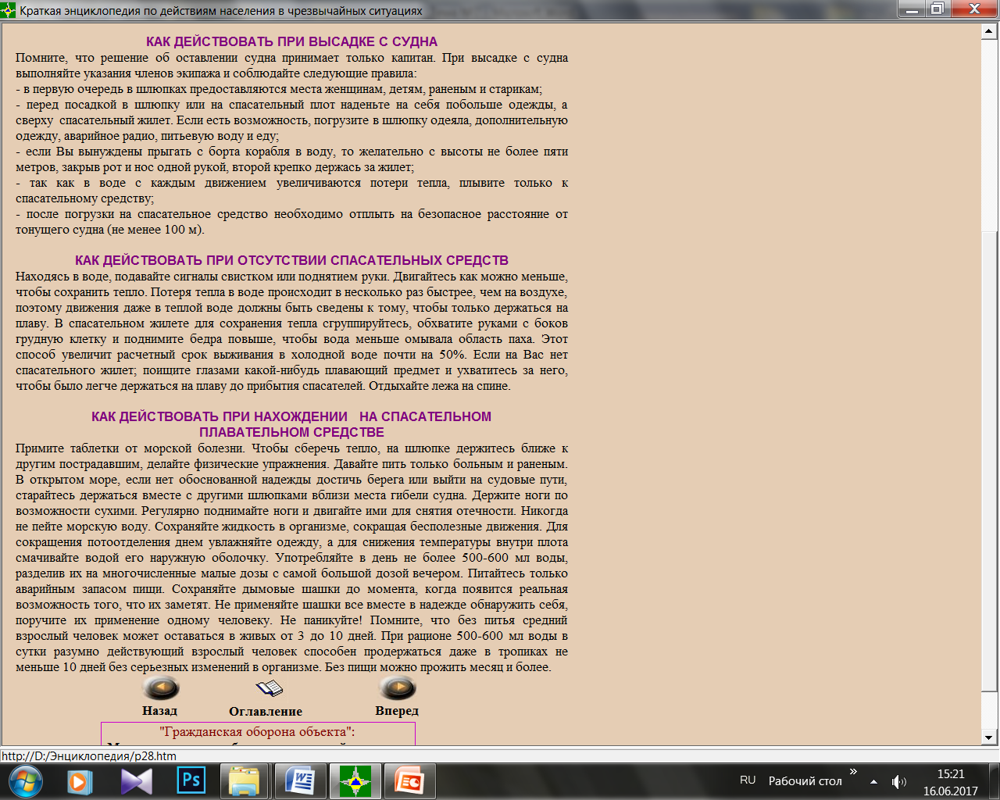 Краткая энциклопедия по действиям населения в чрезвычайных ситуациях
КАК ДЕЙСТВОВАТЬ ПРИ ВЫСАДКЕ С СУДНА
Помните, что решение об оставлении судна принимает только капитан. При высадке с судна
выполняйте указания членов экипажа и соблюдайте следующие правила:
- в первую очередь в шлюпках предоставляются места женщинам, детям, раненым и старикам;
- перед посадкой в шлюпку или на спасательный плот наденьте на себя побольше одежды, а
сверху спасательный жилет. Если есть возможность, погрузите в шлюпку одеяла, дополнительную
одежду, аварийное радио, питьевую воду и еду;
- если Вы вынуждены прыгать с борта корабля в воду, то желательно с высоты не более пяти
метров, закрыв рот и нос одной рукой, второй крепко держась за жилет;
- так как в воде с каждым движением увеличиваются потери тепла, плывите только к
спасательному средству;
- после погрузки на спасательное средство необходимо отплыть на безопасное расстояние от
тонущего судна (не менее 100 м).
КАК ДЕЙСТВОВАТЬ ПРИ ОТСУТСТВИИ СПАСАТЕЛЬНЫХ СРЕДСТВ
Находясь в воде, подавайте сигналы свистком или поднятием руки. Двигайтесь как можно меньше,
чтобы сохранить тепло. Потеря тепла в воде происходит в несколько раз быстрее, чем на воздухе,
поэтому движения даже в теплой воде должны быть сведены к тому, чтобы только держаться на
плаву. В спасательном жилете для сохранения тепла сгруппируйтесь, обхватите руками с боков
грудную клетку и поднимите бедра повыше, чтобы вода меньше омывала область паха. Этот
способ увеличит расчетный срок выживания в холодной воде почти на 50%. Если на Вас нет
спасательного жилет; поищите глазами какой-нибудь плавающий предмет и ухватитесь за него,
чтобы было легче держаться на плаву до прибытия спасателей. Отдыхайте лежа на спине.
КАК ДЕЙСТВОВАТЬ ПРИ НАХОЖДЕНИИ НА СПАСАТЕЛЬНОМ
ПЛАВАТЕЛЬНОМ СРЕДСТВЕ
Примите таблетки от морской болезни. Чтобы сберечь тепло, на шлюпке держитесь ближе к
другим пострадавшим, делайте физические упражнения. Давайте пить только больным и раненым.
В открытом море, если нет обоснованной надежды достичь берега или выйти на судовые пути,
старайтесь держаться вместе с другими шлюпками вблизи места гибели судна. Держите ноги по
возможности сухими. Регулярно поднимайте ноги и двигайте ими для снятия отечности. Никогда
не пейте морскую воду. Сохраняйте жидкость в организме, сокращая бесполезные движения. Для
сокращения потоотделения днем увлажняйте одежду, а для снижения температуры внутри плота
смачивайте водой его наружную оболочку. Употребляйте в день не более 500-600 мл воды,
разделив их на многочисленные малые дозы с самой большой дозой вечером. Питайтесь только
аварийным запасом пищи. Сохраняйте дымовые шашки до момента, когда появится реальная
возможность того, что их заметят. Не применяйте шашки все вместе в надежде обнаружить себя,
поручите их применение одному человеку. Не паникуйте! Помните, что без питья средний
взрослый человек может оставаться в живых от 3 до 10 дней. При рационе 500-600 мл воды в
сутки разумно действующий взрослый человек способен продержаться даже в тропиках не
меньше 10 дней без серьезных изменений в организме. Без пищи можно прожить месяц и более.
Назад Оглавление Вперед
"Гражданская оборона объекта":
http://D:/Энциклопедия/p28.htm
Ps
RU Рабочий стол » 15:21
16.06.2017